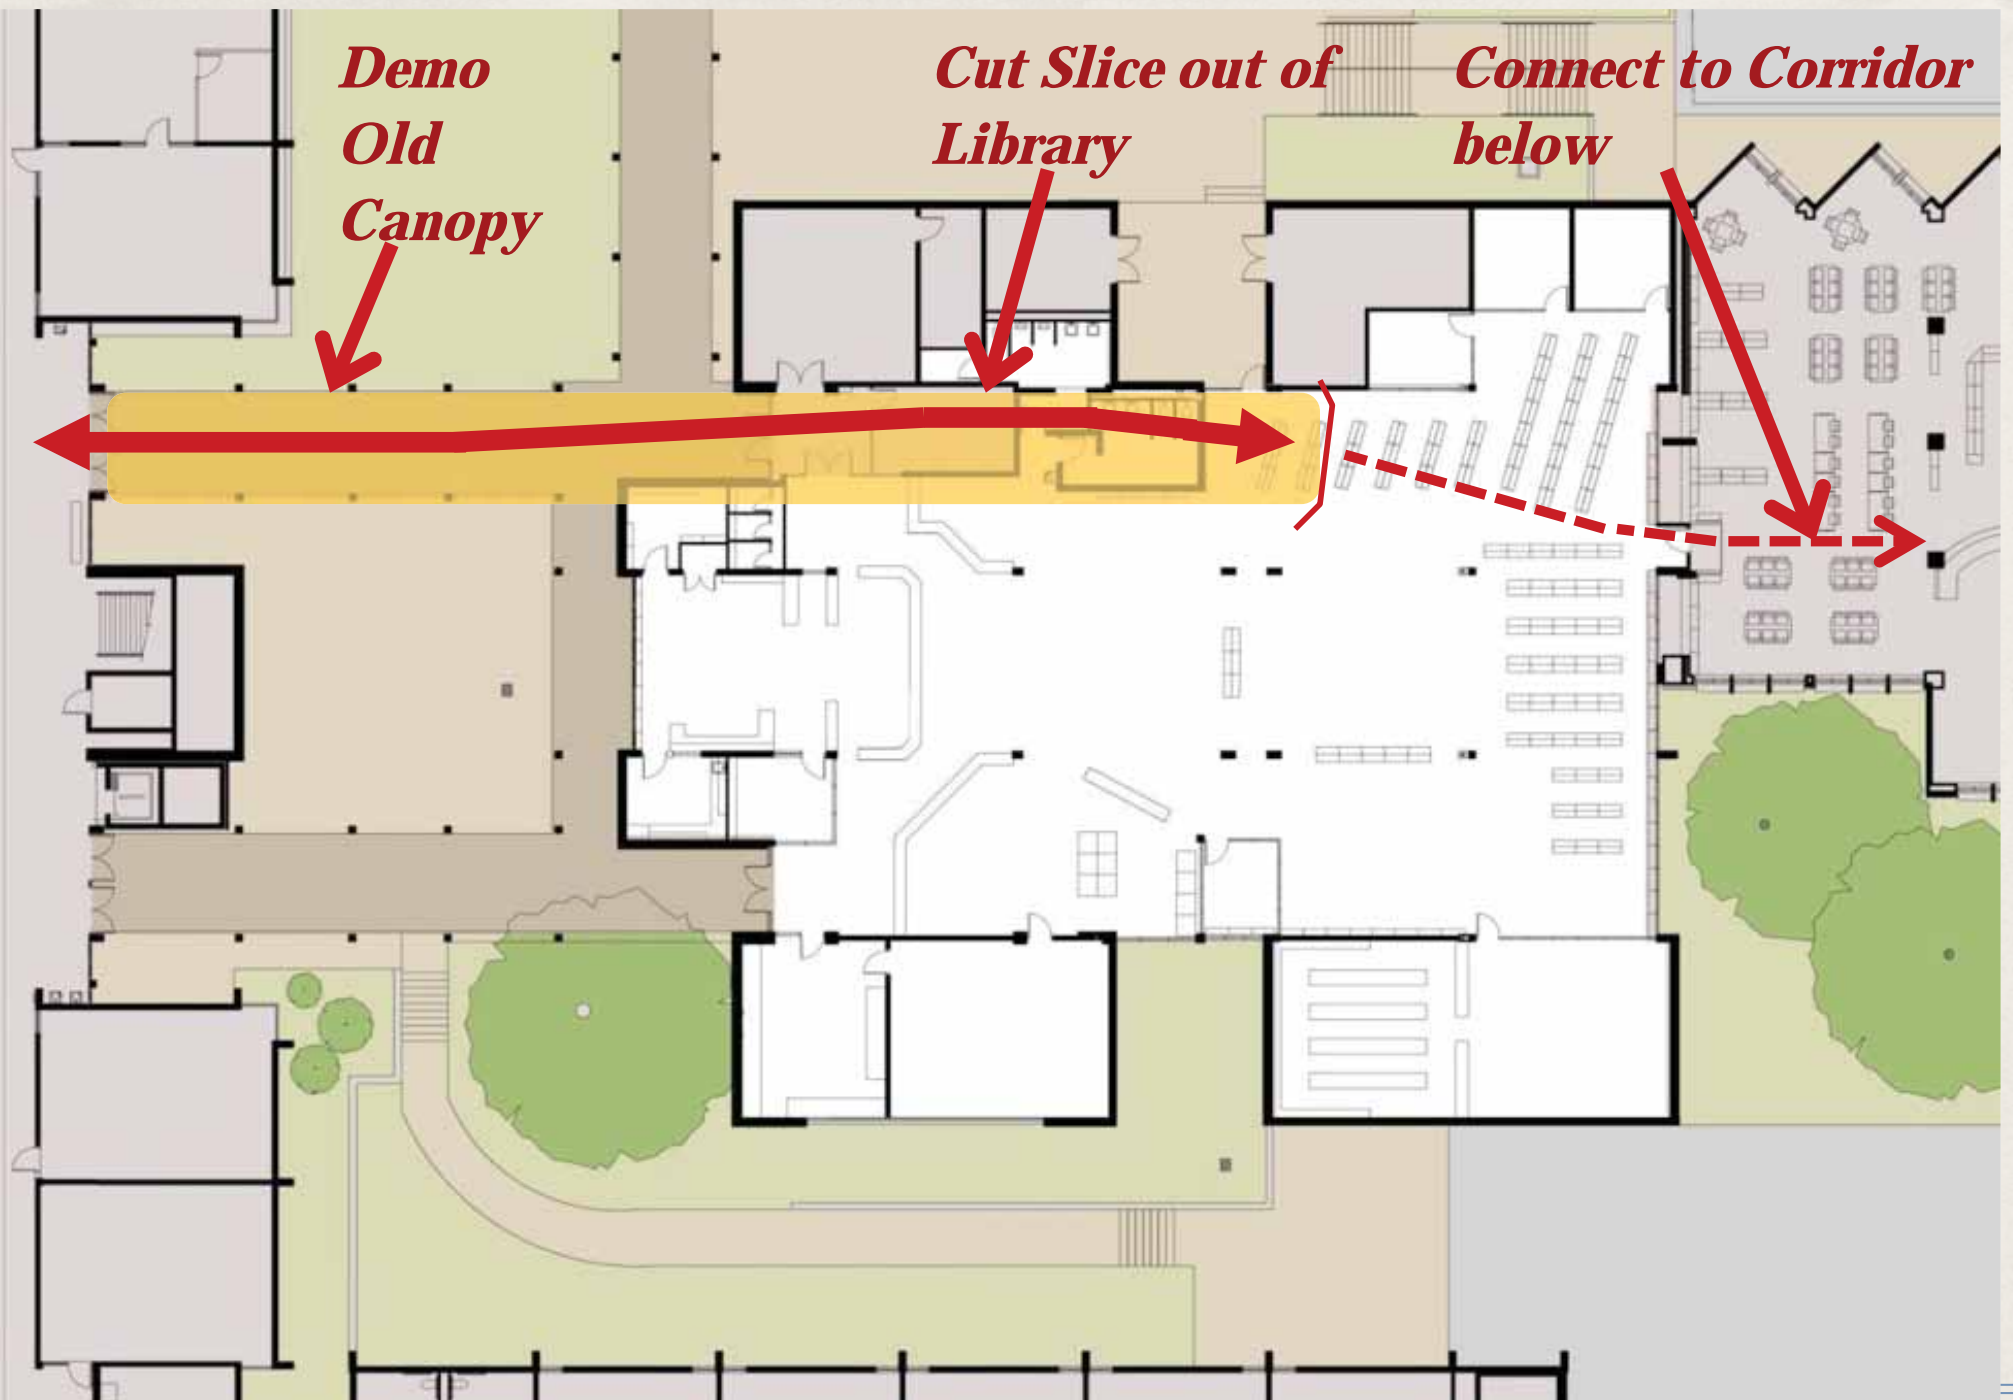 Demo
Old
Canopy
Cut Slice out of
Library
Connect to Corridor
below